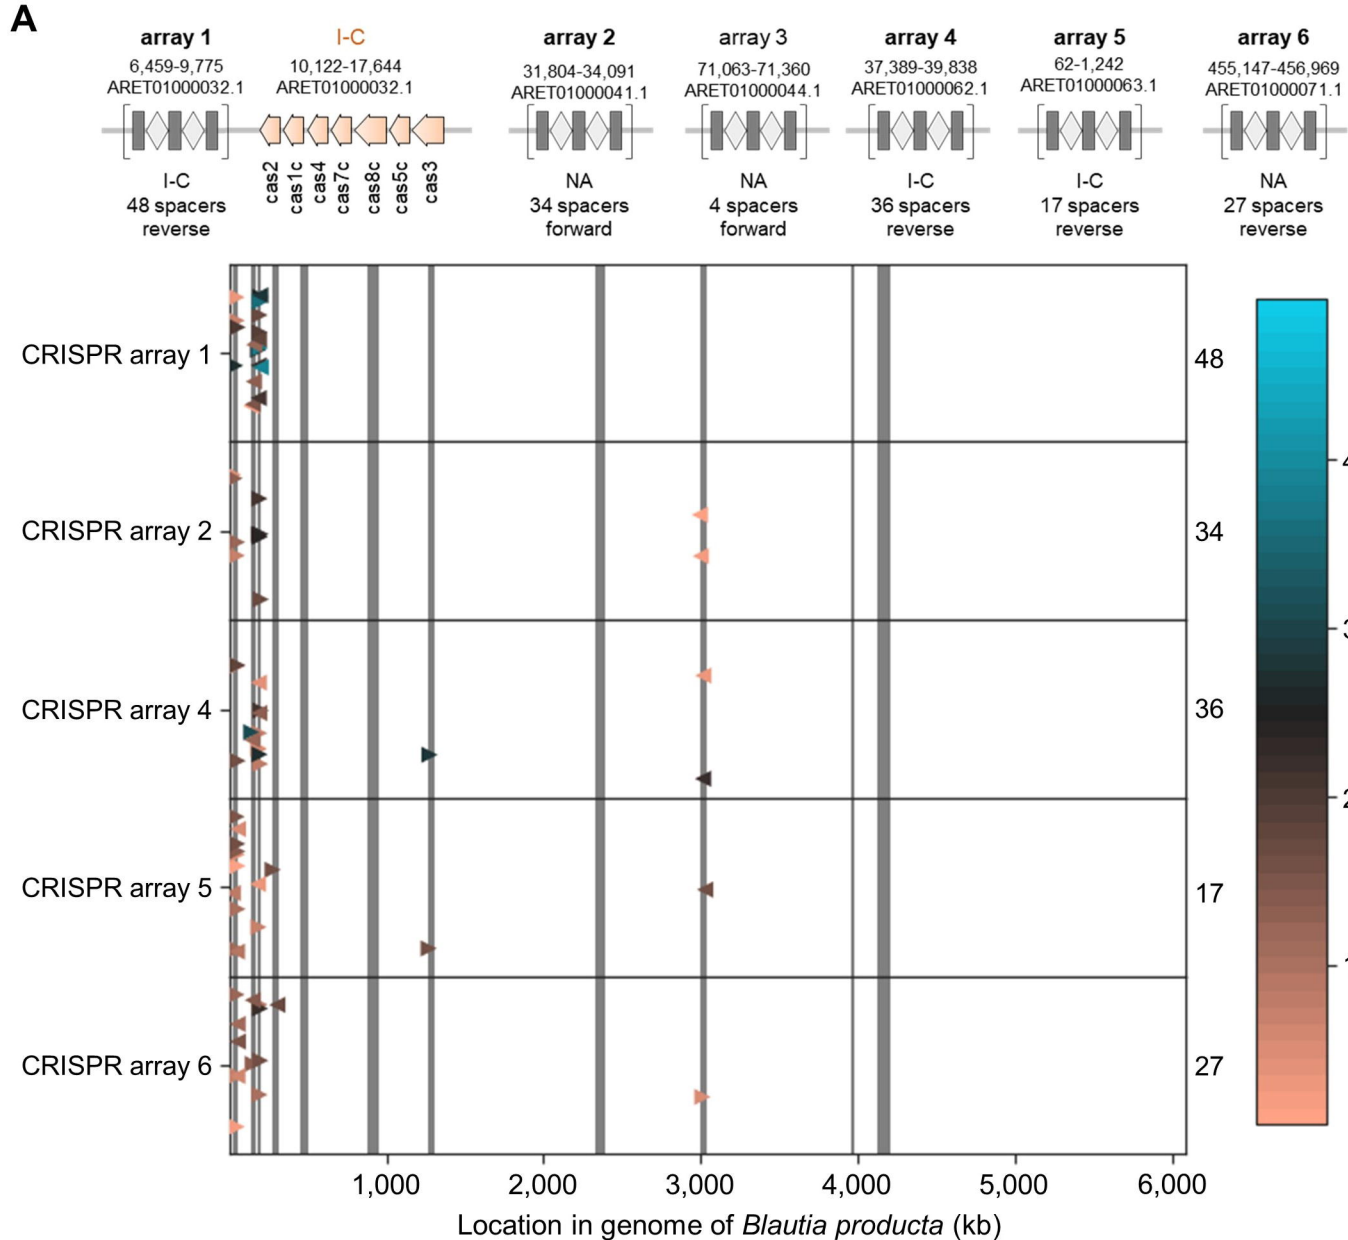 A
array 1
6,459-9,775
ARET01000032.1
I-C
48 spacers
reverse
I-C
10,122-17,644
ARET01000032.1
cas2
cas1c
cas4
cas7c
cas8c
cas5c
cas3
array 2
31,804-34,091
ARET01000041.1
NA
34 spacers
forward
array 3
71,063-71,360
ARET01000044.1
NA
4 spacers
forward
array 4
37,389-39,838
ARET01000062.1
I-C
36 spacers
reverse
array 5
62-1,242
ARET01000063.1
I-C
17 spacers
reverse
array 6
455,147-456,969
ARET01000071.1
NA
27 spacers
reverse
CRISPR array 1
48
CRISPR array 2
34
CRISPR array 4
36
CRISPR array 5
17
CRISPR array 6
27
1,000
2,000
3,000
4,000
5,000
6,000
Location in genome of Blautia producta (kb)